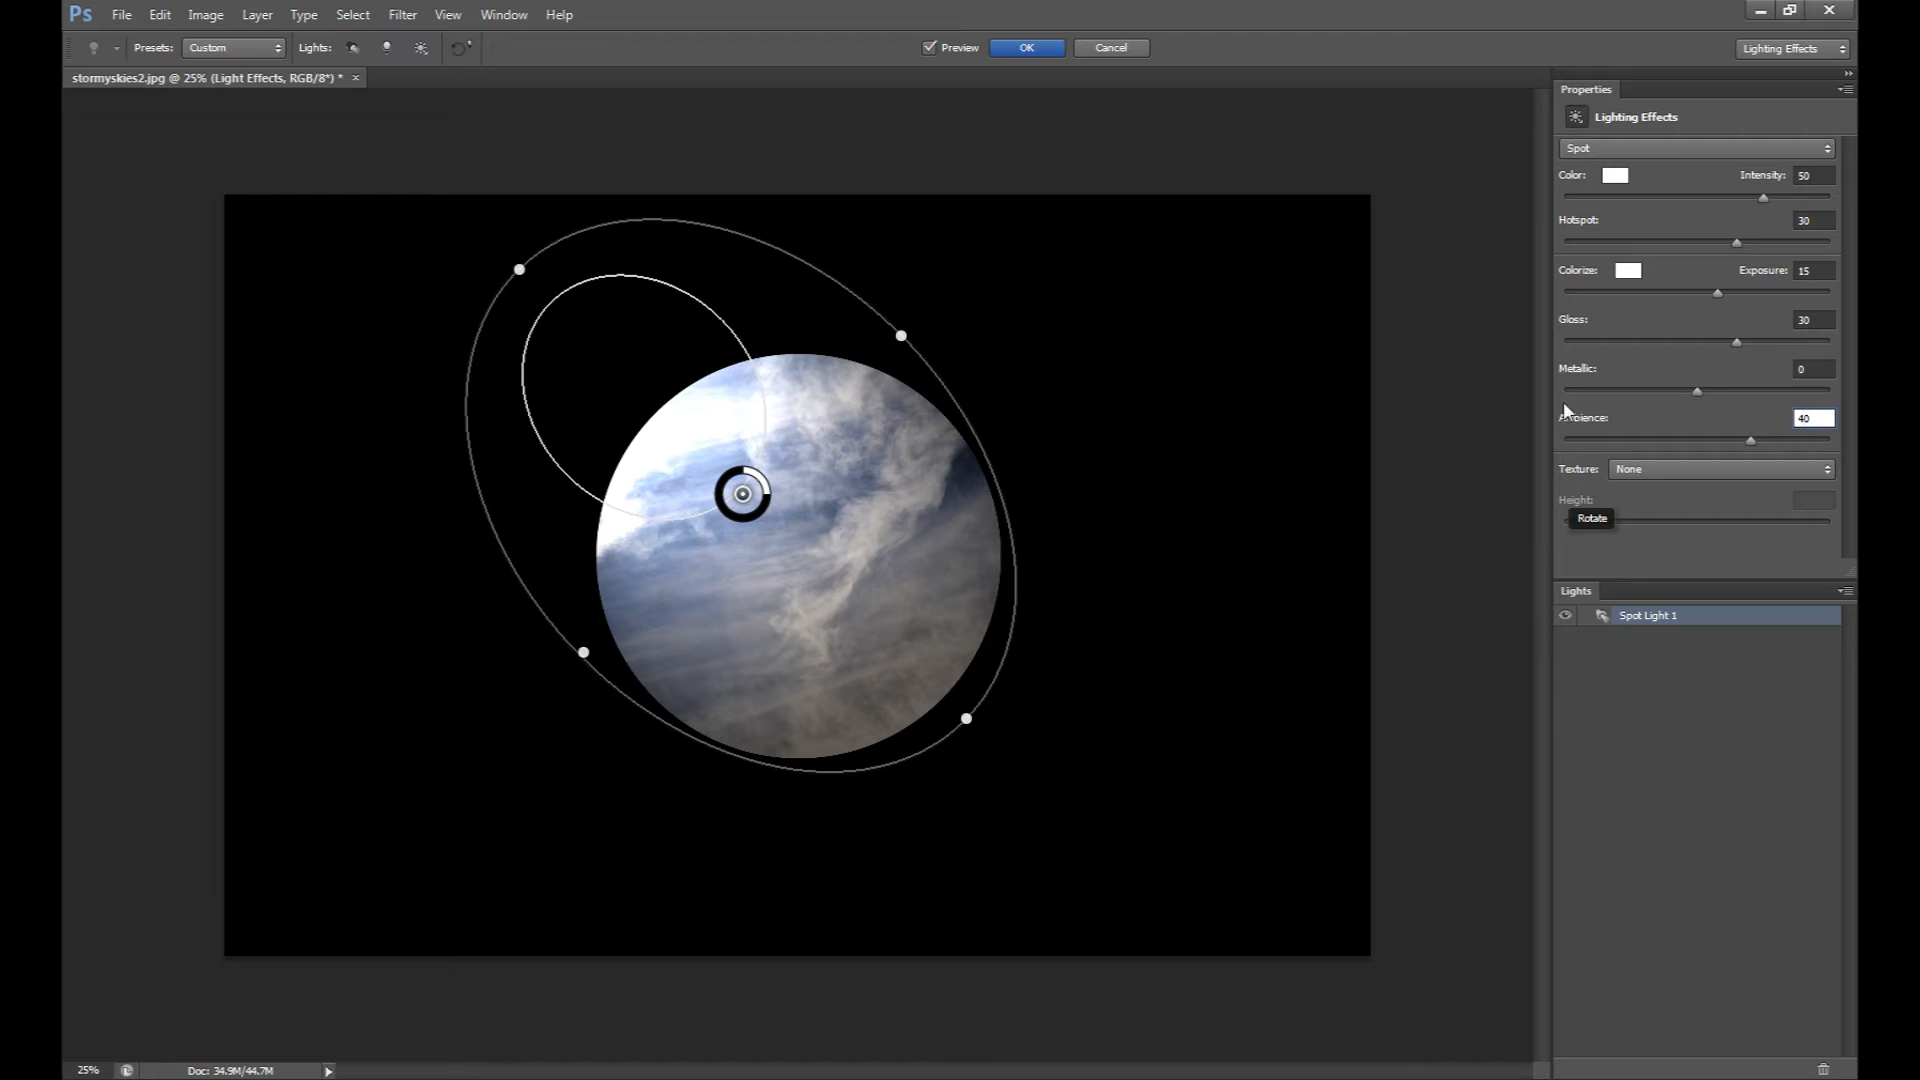 Ps File Edit Image Layer Type Select Filter View Window Help
Presets: Custom Lights: Preview OK Cancel Lighting Effects
stormyskies2.jpg @ 25% (Light Effects, RGB/8*) * ×
Properties
Lighting Effects
Spot
Color: Intensity: 50
Hotspot: 30
Colorize: Exposure: 15
Gloss: 30
Metallic: 0
Ambience: 40
Texture: None
Height:
Rotate
Lights
Spot Light 1
25% Doc: 34.9M/44.7M